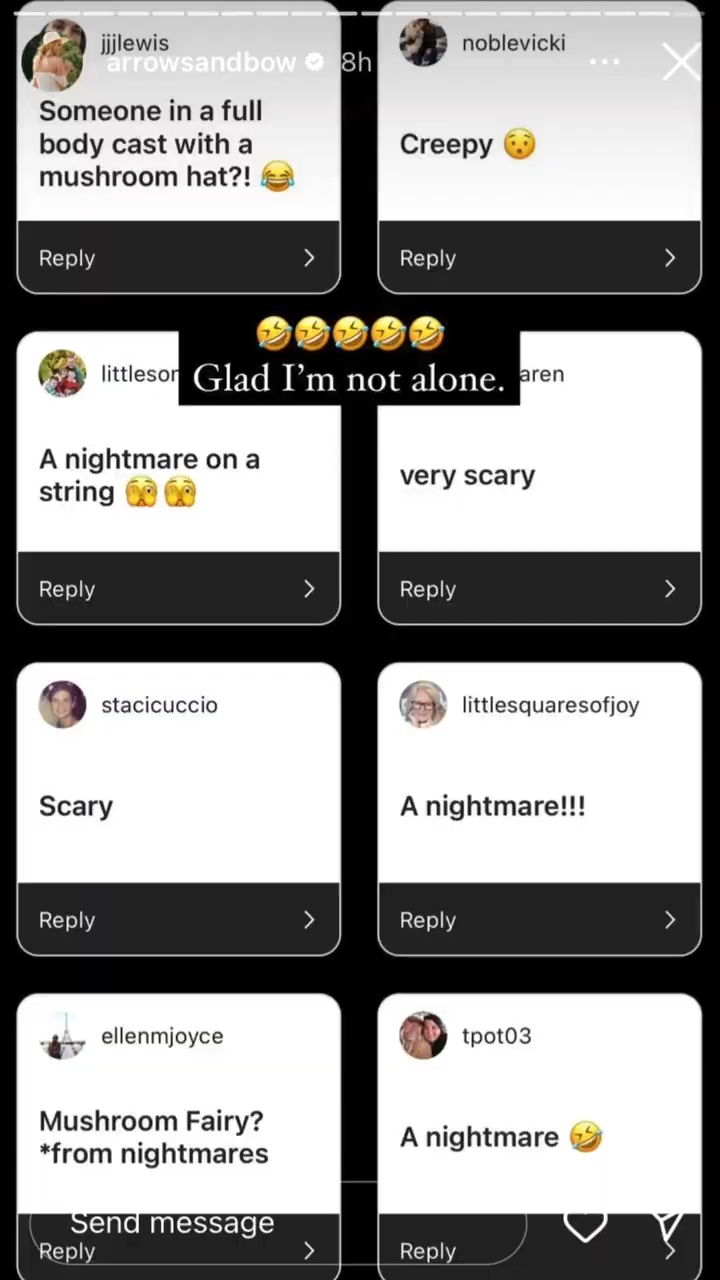 jjjlewis
arrowsandbow 8h
Someone in a full
body cast with a
mushroom hat?! 😂
Reply
noblevicki
Creepy 😯
Reply
🤣🤣🤣🤣🤣
Glad I’m not alone.
A nightmare on a
string 🫣🫣
Reply
very scary
Reply
stacicuccio
Scary
Reply
littlesquaresofjoy
A nightmare!!!
Reply
ellenmjoyce
Mushroom Fairy?
*from nightmares
Reply
tpot03
A nightmare 🤣
Reply
Send message